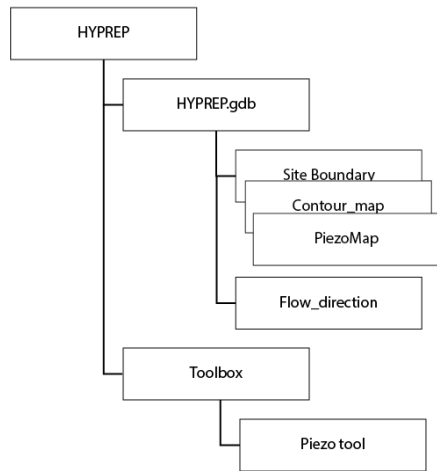 HYPREP
HYPREP.gdb
Site Boundary
Contour_map
PiezoMap
Flow_direction
Toolbox
Piezo tool